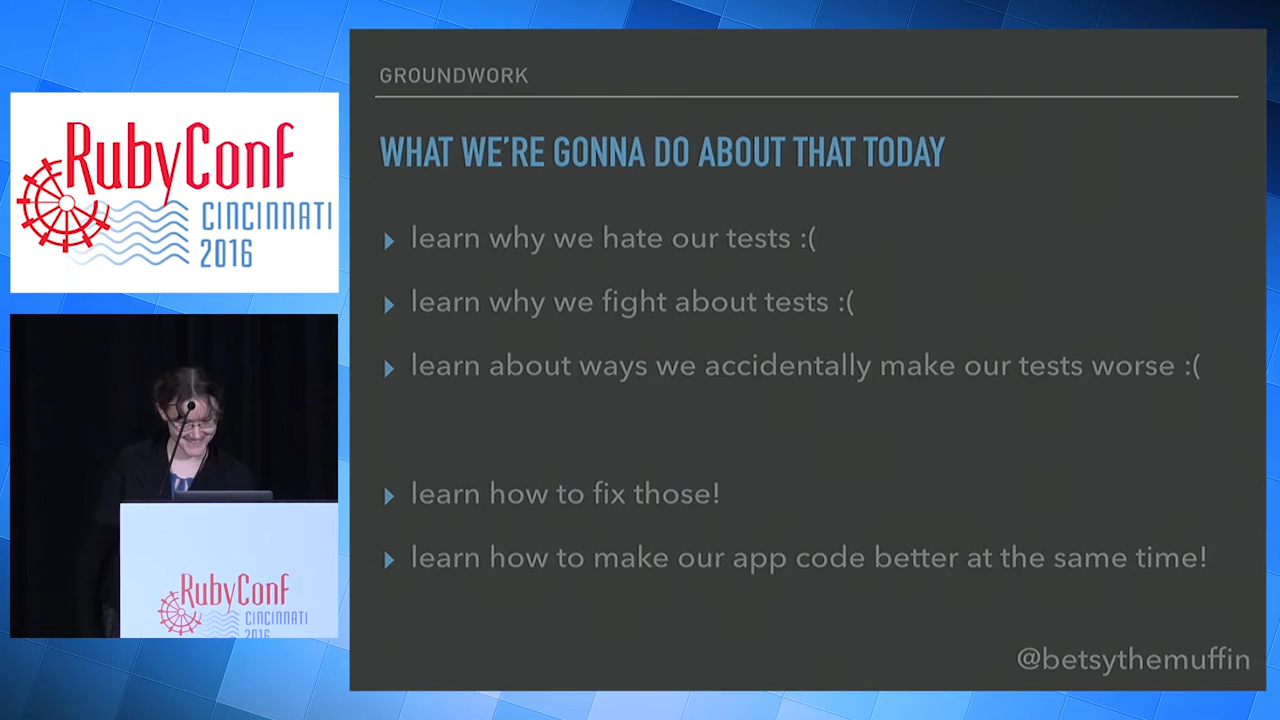 RubyConf
CINCINNATI
2016
GROUNDWORK
WHAT WE'RE GONNA DO ABOUT THAT TODAY
learn why we hate our tests :(
learn why we fight about tests :(
learn about ways we accidentally make our tests worse :(
learn how to fix those!
learn how to make our app code better at the same time!
@betsythemuffin
RubyConf
CINCINNATI
2016